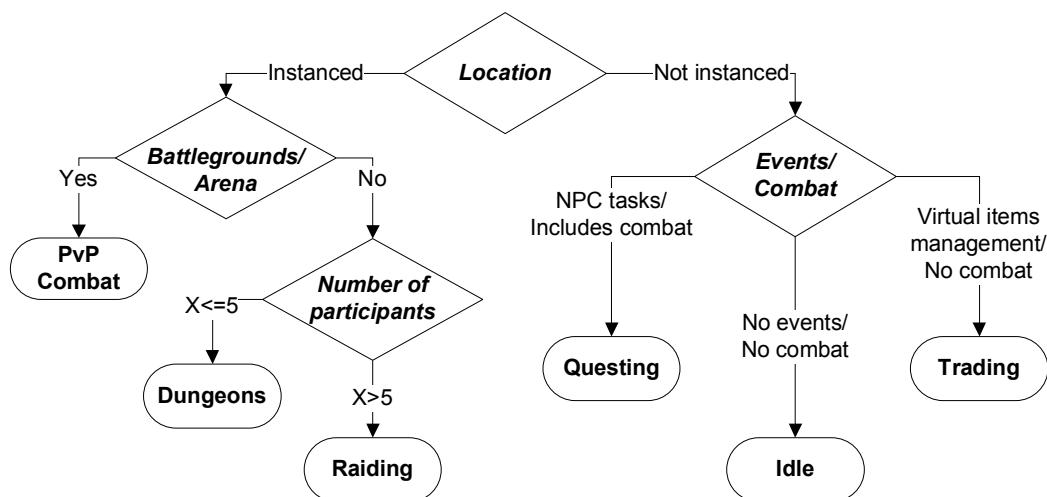 Instanced
Location
Not instanced
Battlegrounds/
Arena
Yes
No
PvP
Combat
Number of
participants
X<=5
Dungeons
X>5
Raiding
Events/
Combat
NPC tasks/
Includes combat
Questing
No events/
No combat
Idle
Virtual items
management/
No combat
Trading